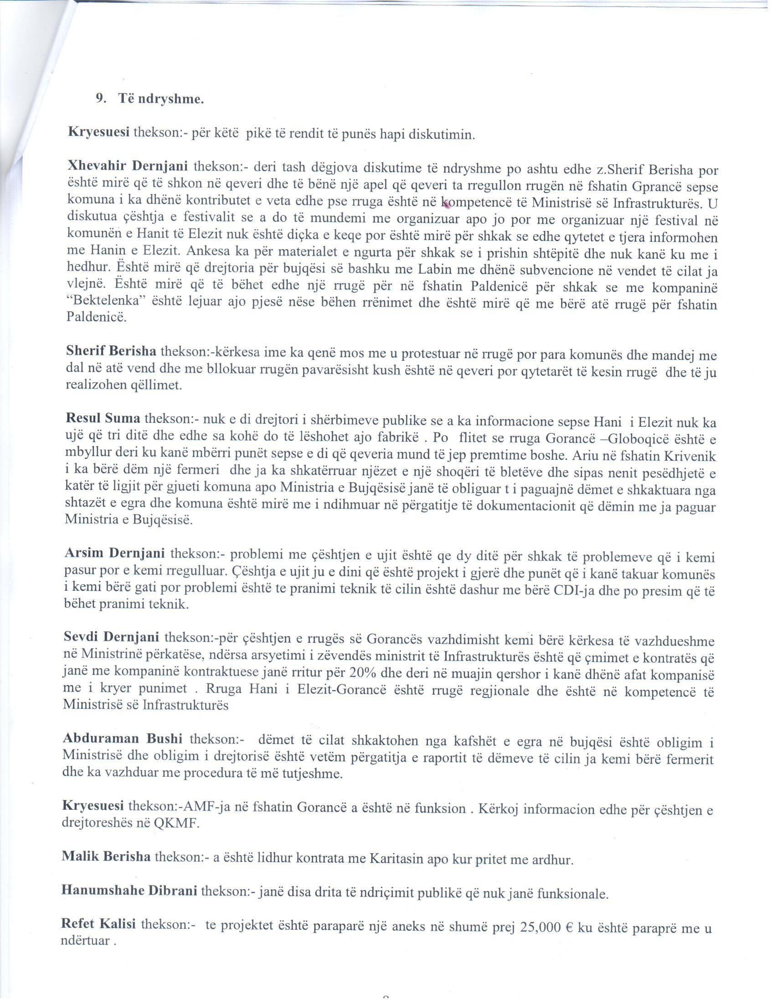 9. Të ndryshme.
Kryesuesi thekson:- për këtë pikë të rendit të punës hapi diskutimin.
Xhevahir Dernjani thekson:- deri tash dëgjova diskutime të ndryshme po ashtu edhe z.Sherif Berisha por
është mirë që të shkon në qeveri dhe të bënë një apel që qeveri ta rregullon rrugën në fshatin Gprancë sepse
komuna i ka dhënë kontributet e veta edhe pse rruga është në kompetencë të Ministrisë së Infrastrukturës. U
diskutua çështja e festivalit se a do të mundemi me organizuar apo jo por me organizuar një festival në
komunën e Hanit të Elezit nuk është diçka e keqe por është mirë për shkak se edhe qytetet e tjera informohen
me Hanin e Elezit. Ankesa ka për materialet e ngurta për shkak se i prishin shtëpitë dhe nuk kanë ku me i
hedhur. Është mirë që drejtoria për bujqësi së bashku me Labin me dhënë subvencione në vendet të cilat ja
vlejnë. Është mirë që të bëhet edhe një rrugë për në fshatin Paldenicë për shkak se me kompaninë
“Bektelenka” është lejuar ajo pjesë nëse bëhen rrënimet dhe është mirë që me bërë atë rrugë për fshatin
Paldenicë.
Sherif Berisha thekson:-kërkesa ime ka qenë mos me u protestuar në rrugë por para komunës dhe mandej me
dal në atë vend dhe me bllokuar rrugën pavarësisht kush është në qeveri por qytetarët të kesin rrugë dhe të ju
realizohen qëllimet.
Resul Suma thekson:- nuk e di drejtori i shërbimeve publike se a ka informacione sepse Hani i Elezit nuk ka
ujë që tri ditë dhe edhe sa kohë do të lëshohet ajo fabrikë . Po flitet se rruga Gorancë –Globoqicë është e
mbyllur deri ku kanë mbërri punët sepse e di që qeveria mund të jep premtime boshe. Ariu në fshatin Krivenik
i ka bërë dëm një fermeri dhe ja ka shkatërruar njëzet e një shoqëri të bletëve dhe sipas nenit pesëdhjetë e
katër të ligjit për gjueti komuna apo Ministria e Bujqësisë janë të obliguar t i paguajnë dëmet e shkaktuara nga
shtazët e egra dhe komuna është mirë me i ndihmuar në përgatitje të dokumentacionit që dëmin me ja paguar
Ministria e Bujqësisë.
Arsim Dernjani thekson:- problemi me çështjen e ujit është qe dy ditë për shkak të problemeve që i kemi
pasur por e kemi rregulluar. Çështja e ujit ju e dini që është projekt i gjerë dhe punët që i kanë takuar komunës
i kemi bërë gati por problemi është te pranimi teknik të cilin është dashur me bërë CDI-ja dhe po presim që të
bëhet pranimi teknik.
Sevdi Dernjani thekson:-për çështjen e rrugës së Gorancës vazhdimisht kemi bërë kërkesa të vazhdueshme
në Ministrinë përkatëse, ndërsa arsyetimi i zëvendës ministrit të Infrastrukturës është që çmimet e kontratës që
janë me kompaninë kontraktuese janë rritur për 20% dhe deri në muajin qershor i kanë dhënë afat kompanisë
me i kryer punimet . Rruga Hani i Elezit-Gorancë është rrugë regjionale dhe është në kompetencë të
Ministrisë së Infrastrukturës
Abduraman Bushi thekson:- dëmet të cilat shkaktohen nga kafshët e egra në bujqësi është obligim i
Ministrisë dhe obligim i drejtorisë është vetëm përgatitja e raportit të dëmeve të cilin ja kemi bërë fermerit
dhe ka vazhduar me procedura të më tutjeshme.
Kryesuesi thekson:-AMF-ja në fshatin Gorancë a është në funksion . Kërkoj informacion edhe për çështjen e
drejtoreshës në QKMF.
Malik Berisha thekson:- a është lidhur kontrata me Karitasin apo kur pritet me ardhur.
Hanumshahe Dibrani thekson:- janë disa drita të ndriçimit publikë që nuk janë funksionale.
Refet Kalisi thekson:- te projektet është paraparë një aneks në shumë prej 25,000 € ku është paraprë me u
ndërtuar .